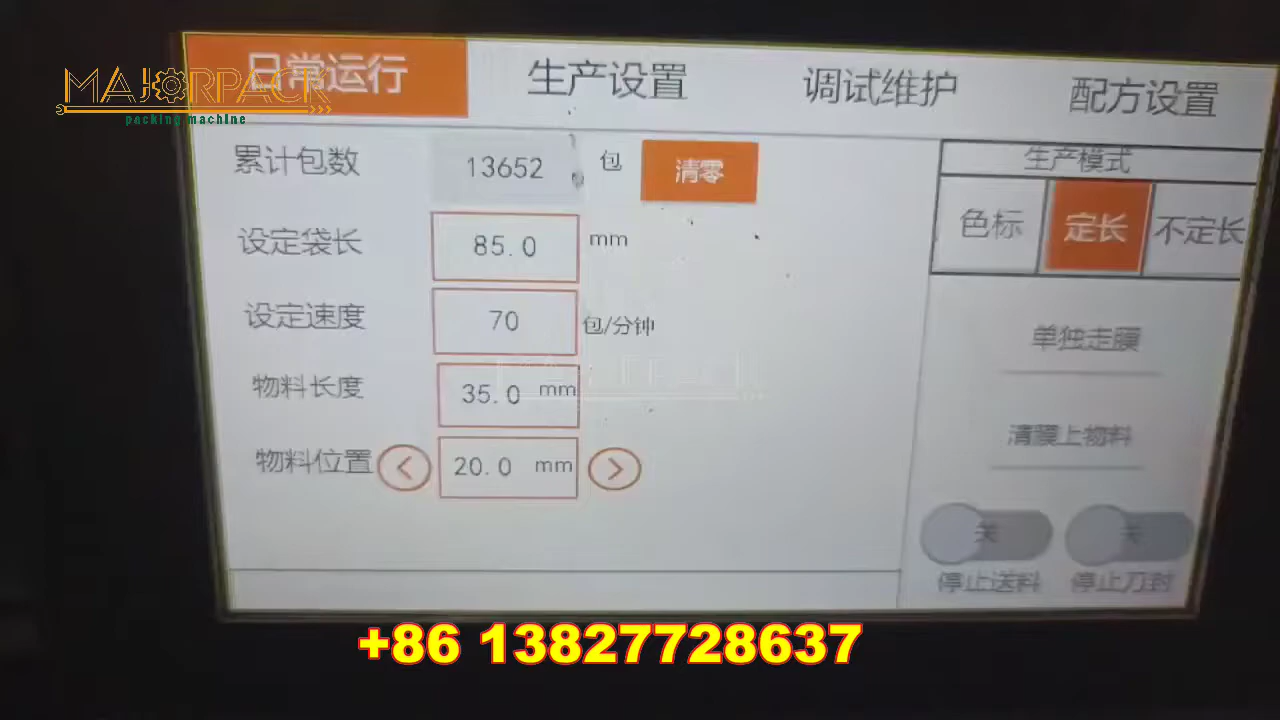 MAJORPACK
packing machine
日常运行
生产设置
调试维护
配方设置
累计包数 13652 包 清零
设定袋长 85.0 mm
设定速度 70 包/分钟
物料长度 35.0 mm
物料位置 < 20.0 mm >
生产模式
色标 定长 不定长
单独走膜
清膜上物料
关 关
停止送料 停止刀封
MAJORPACK
+86 13827728637